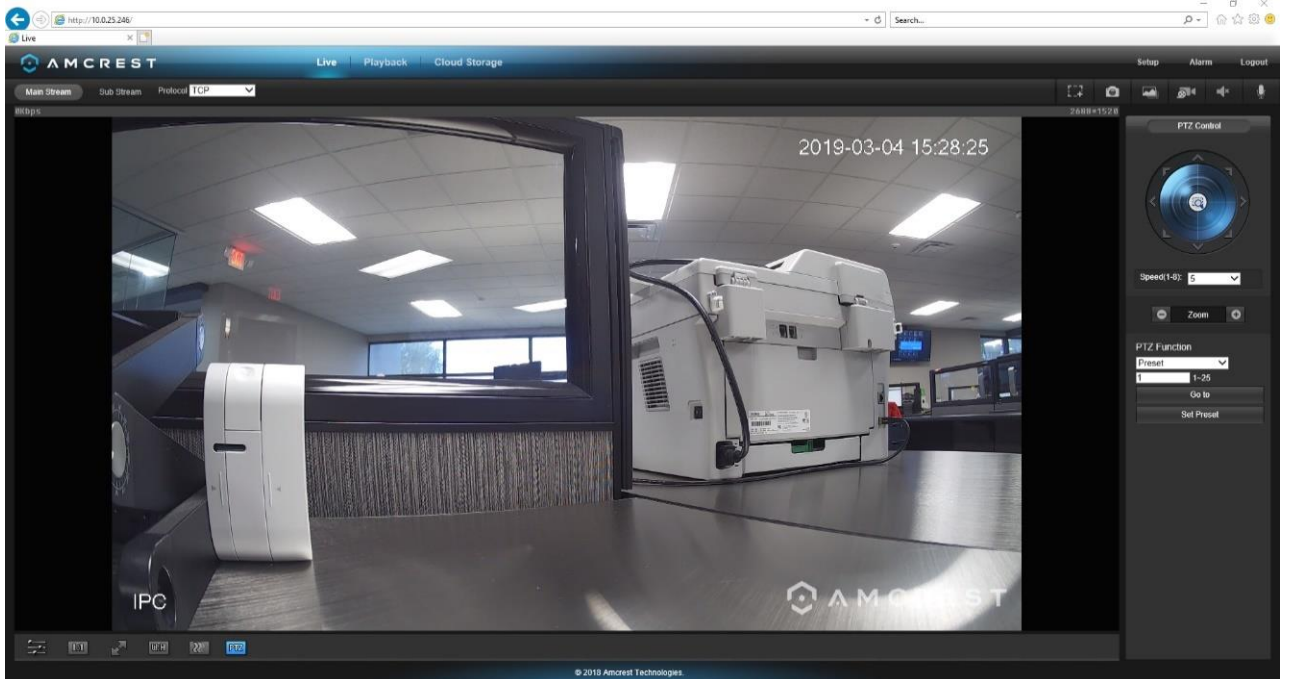 http://10.0.25.246/
Search...
Live
AMCREST
Live Playback Cloud Storage
Setup Alarm Logout
Main Stream Sub Stream Protocol TCP
0Kbps
2688*1520
PTZ Control
2019-03-04 15:28:25
Speed(1-8): 5
Zoom
PTZ Function
Preset
1 1~25
Go to
Set Preset
IPC
AMCREST
W:H
PTZ
© 2018 Amcrest Technologies.